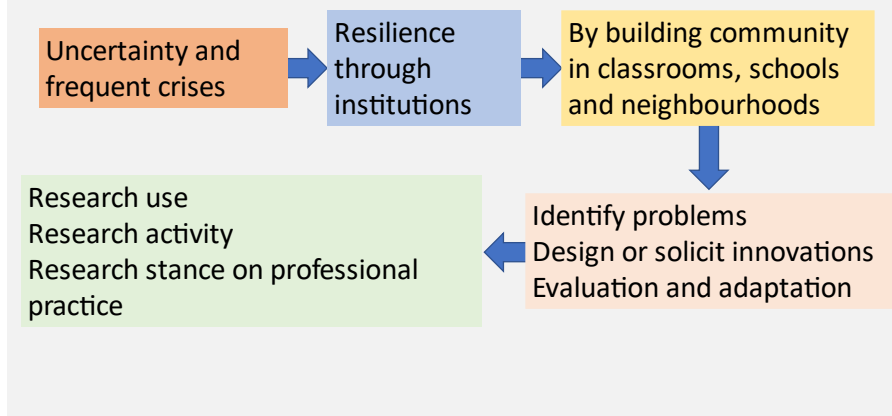 Uncertainty and
frequent crises
Resilience
through
institutions
By building community
in classrooms, schools
and neighbourhoods
Identify problems
Design or solicit innovations
Evaluation and adaptation
Research use
Research activity
Research stance on professional
practice